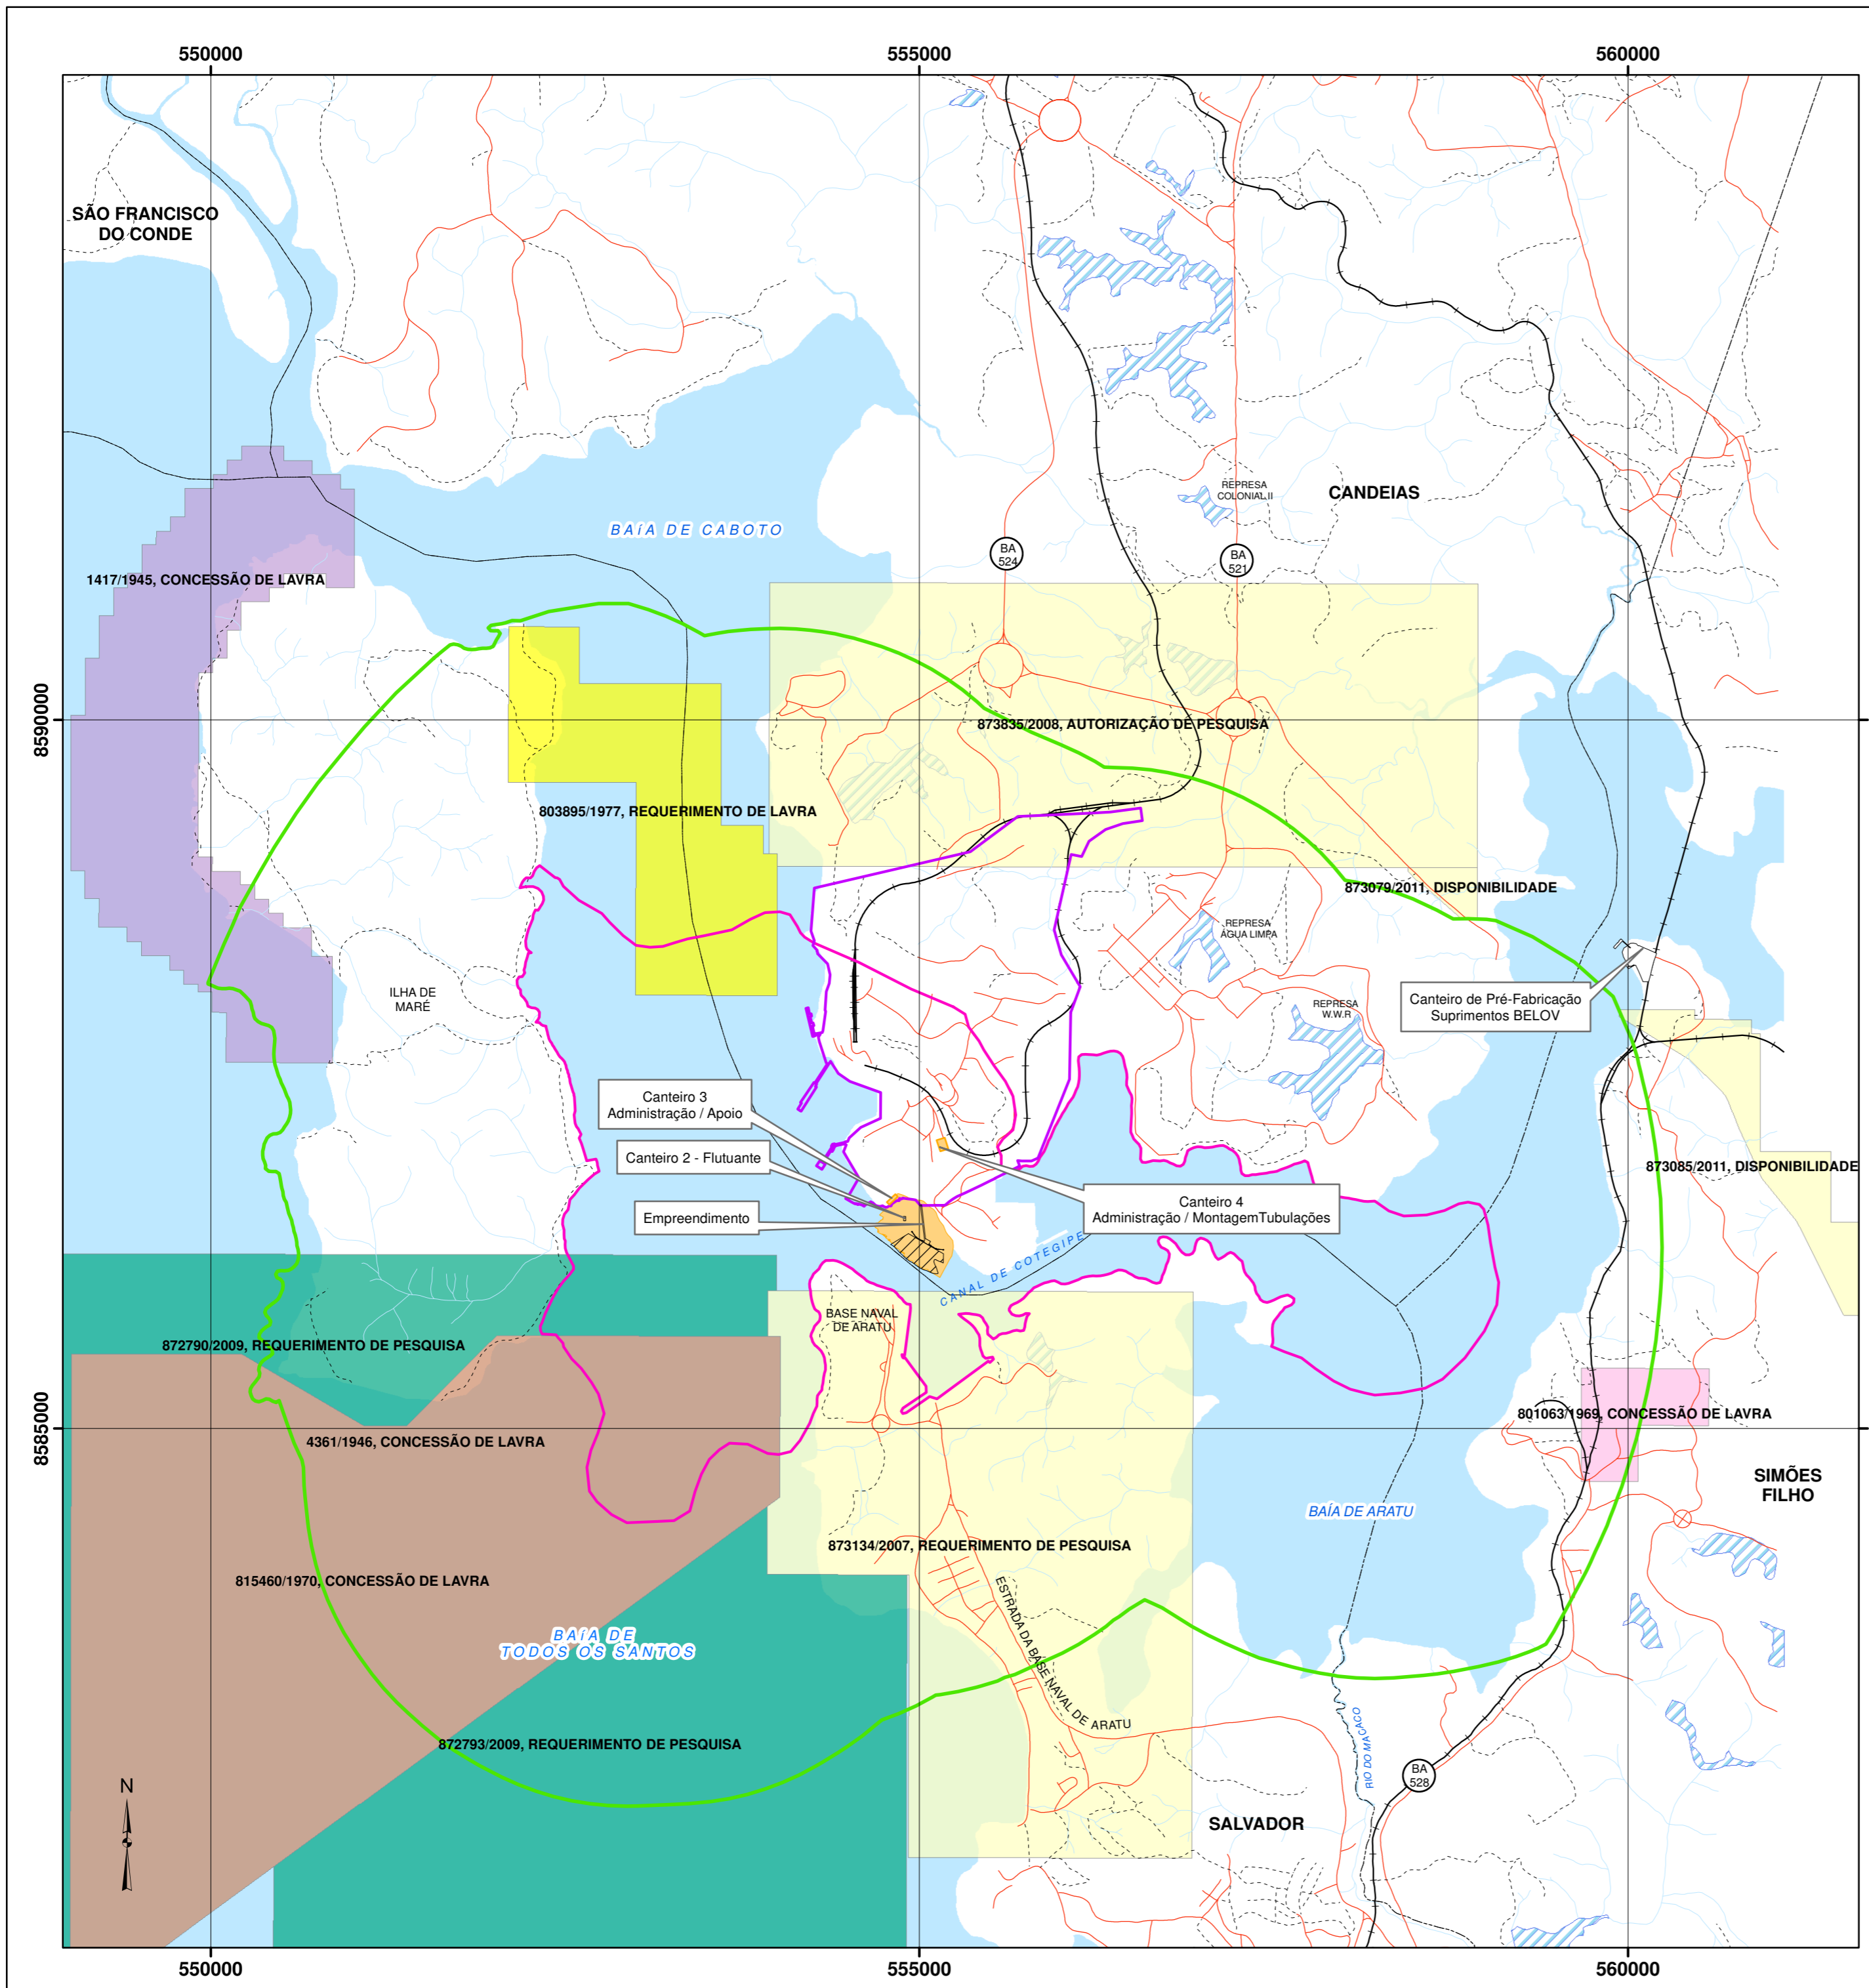 550000
555000
560000
SÃO FRANCISCO
DO CONDE
REPRESA
COLONIAL II
CANDEIAS
BAÍA DE CABOTO
BA
524
BA
521
1417/1945, CONCESSÃO DE LAVRA
8590000
873835/2008, AUTORIZAÇÃO DE PESQUISA
803895/1977, REQUERIMENTO DE LAVRA
873079/2011, DISPONIBILIDADE
REPRESA
ÁGUA LIMPA
ILHA DE
MARÉ
REPRESA
W.W.R
Canteiro de Pré-Fabricação
Suprimentos BELOV
Canteiro 3
Administração / Apoio
Canteiro 2 - Flutuante
873085/2011, DISPONIBILIDADE
Canteiro 4
Administração / MontagemTubulações
Empreendimento
CANAL DE COTEGIPE
BASE NAVAL
DE ARATU
872790/2009, REQUERIMENTO DE PESQUISA
801063/1969, CONCESSÃO DE LAVRA
4361/1946, CONCESSÃO DE LAVRA
8585000
SIMÕES
FILHO
BAÍA DE ARATU
873134/2007, REQUERIMENTO DE PESQUISA
815460/1970, CONCESSÃO DE LAVRA
ESTRADA DA BASE NAVAL DE ARATU
BAÍA DE
TODOS OS SANTOS
872793/2009, REQUERIMENTO DE PESQUISA
RIO DO MACACO
BA
528
N
SALVADOR
550000
555000
560000